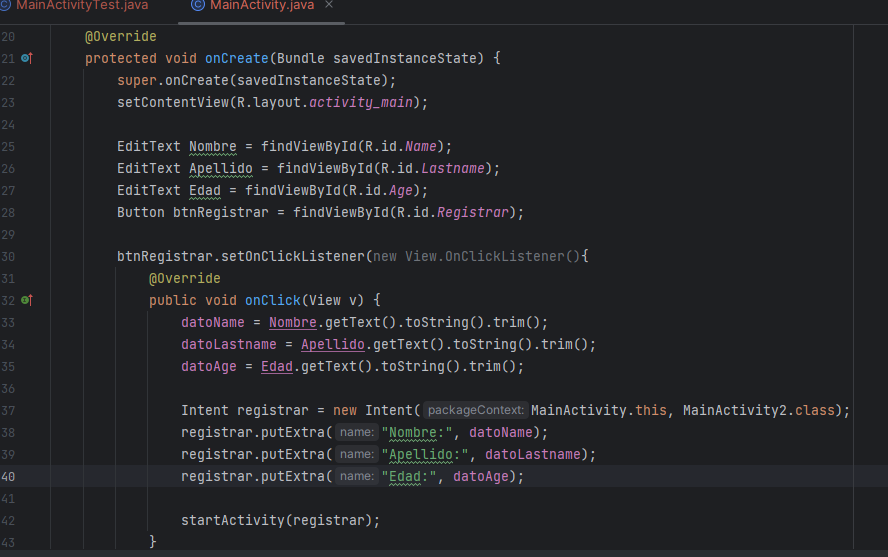 MainActivityTest.java MainActivity.java ×
20 @Override
21 protected void onCreate(Bundle savedInstanceState) {
22 super.onCreate(savedInstanceState);
23 setContentView(R.layout.activity_main);
24
25 EditText Nombre = findViewById(R.id.Name);
26 EditText Apellido = findViewById(R.id.Lastname);
27 EditText Edad = findViewById(R.id.Age);
28 Button btnRegistrar = findViewById(R.id.Registrar);
29
30 btnRegistrar.setOnClickListener(new View.OnClickListener(){
31 @Override
32 public void onClick(View v) {
33 datoName = Nombre.getText().toString().trim();
34 datoLastname = Apellido.getText().toString().trim();
35 datoAge = Edad.getText().toString().trim();
36
37 Intent registrar = new Intent( packageContext: MainActivity.this, MainActivity2.class);
38 registrar.putExtra( name: "Nombre:", datoName);
39 registrar.putExtra( name: "Apellido:", datoLastname);
40 registrar.putExtra( name: "Edad:", datoAge);
41
42 startActivity(registrar);
43 }